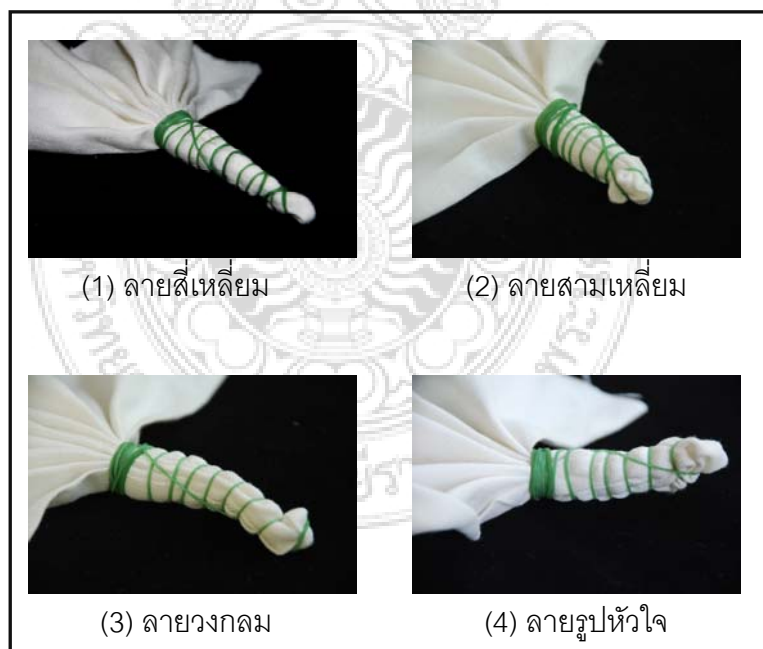 (1) ลายสี่เหลี่ยม
(2) ลายสามเหลี่ยม
(3) ลายวงกลม
(4) ลายรูปหัวใจ